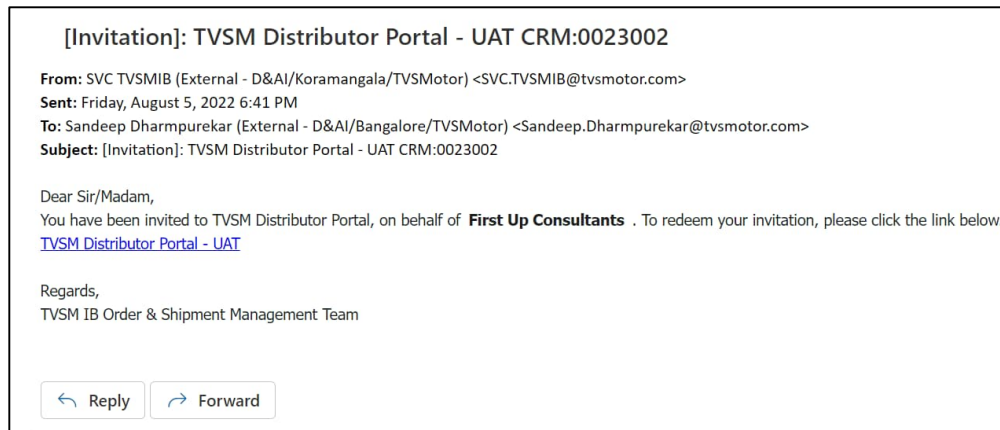 [Invitation]: TVSM Distributor Portal - UAT CRM:0023002
From: SVC TVSMIB (External - D&AI/Koramangala/TVSMotor) <SVC.TVSMIB@tvsmotor.com>
Sent: Friday, August 5, 2022 6:41 PM
To: Sandeep Dharmpurekar (External - D&AI/Bangalore/TVSMotor) <Sandeep.Dharmpurekar@tvsmotor.com>
Subject: [Invitation]: TVSM Distributor Portal - UAT CRM:0023002
Dear Sir/Madam,
You have been invited to TVSM Distributor Portal, on behalf of First Up Consultants . To redeem your invitation, please click the link below.
TVSM Distributor Portal - UAT
Regards,
TVSM IB Order & Shipment Management Team
Reply Forward